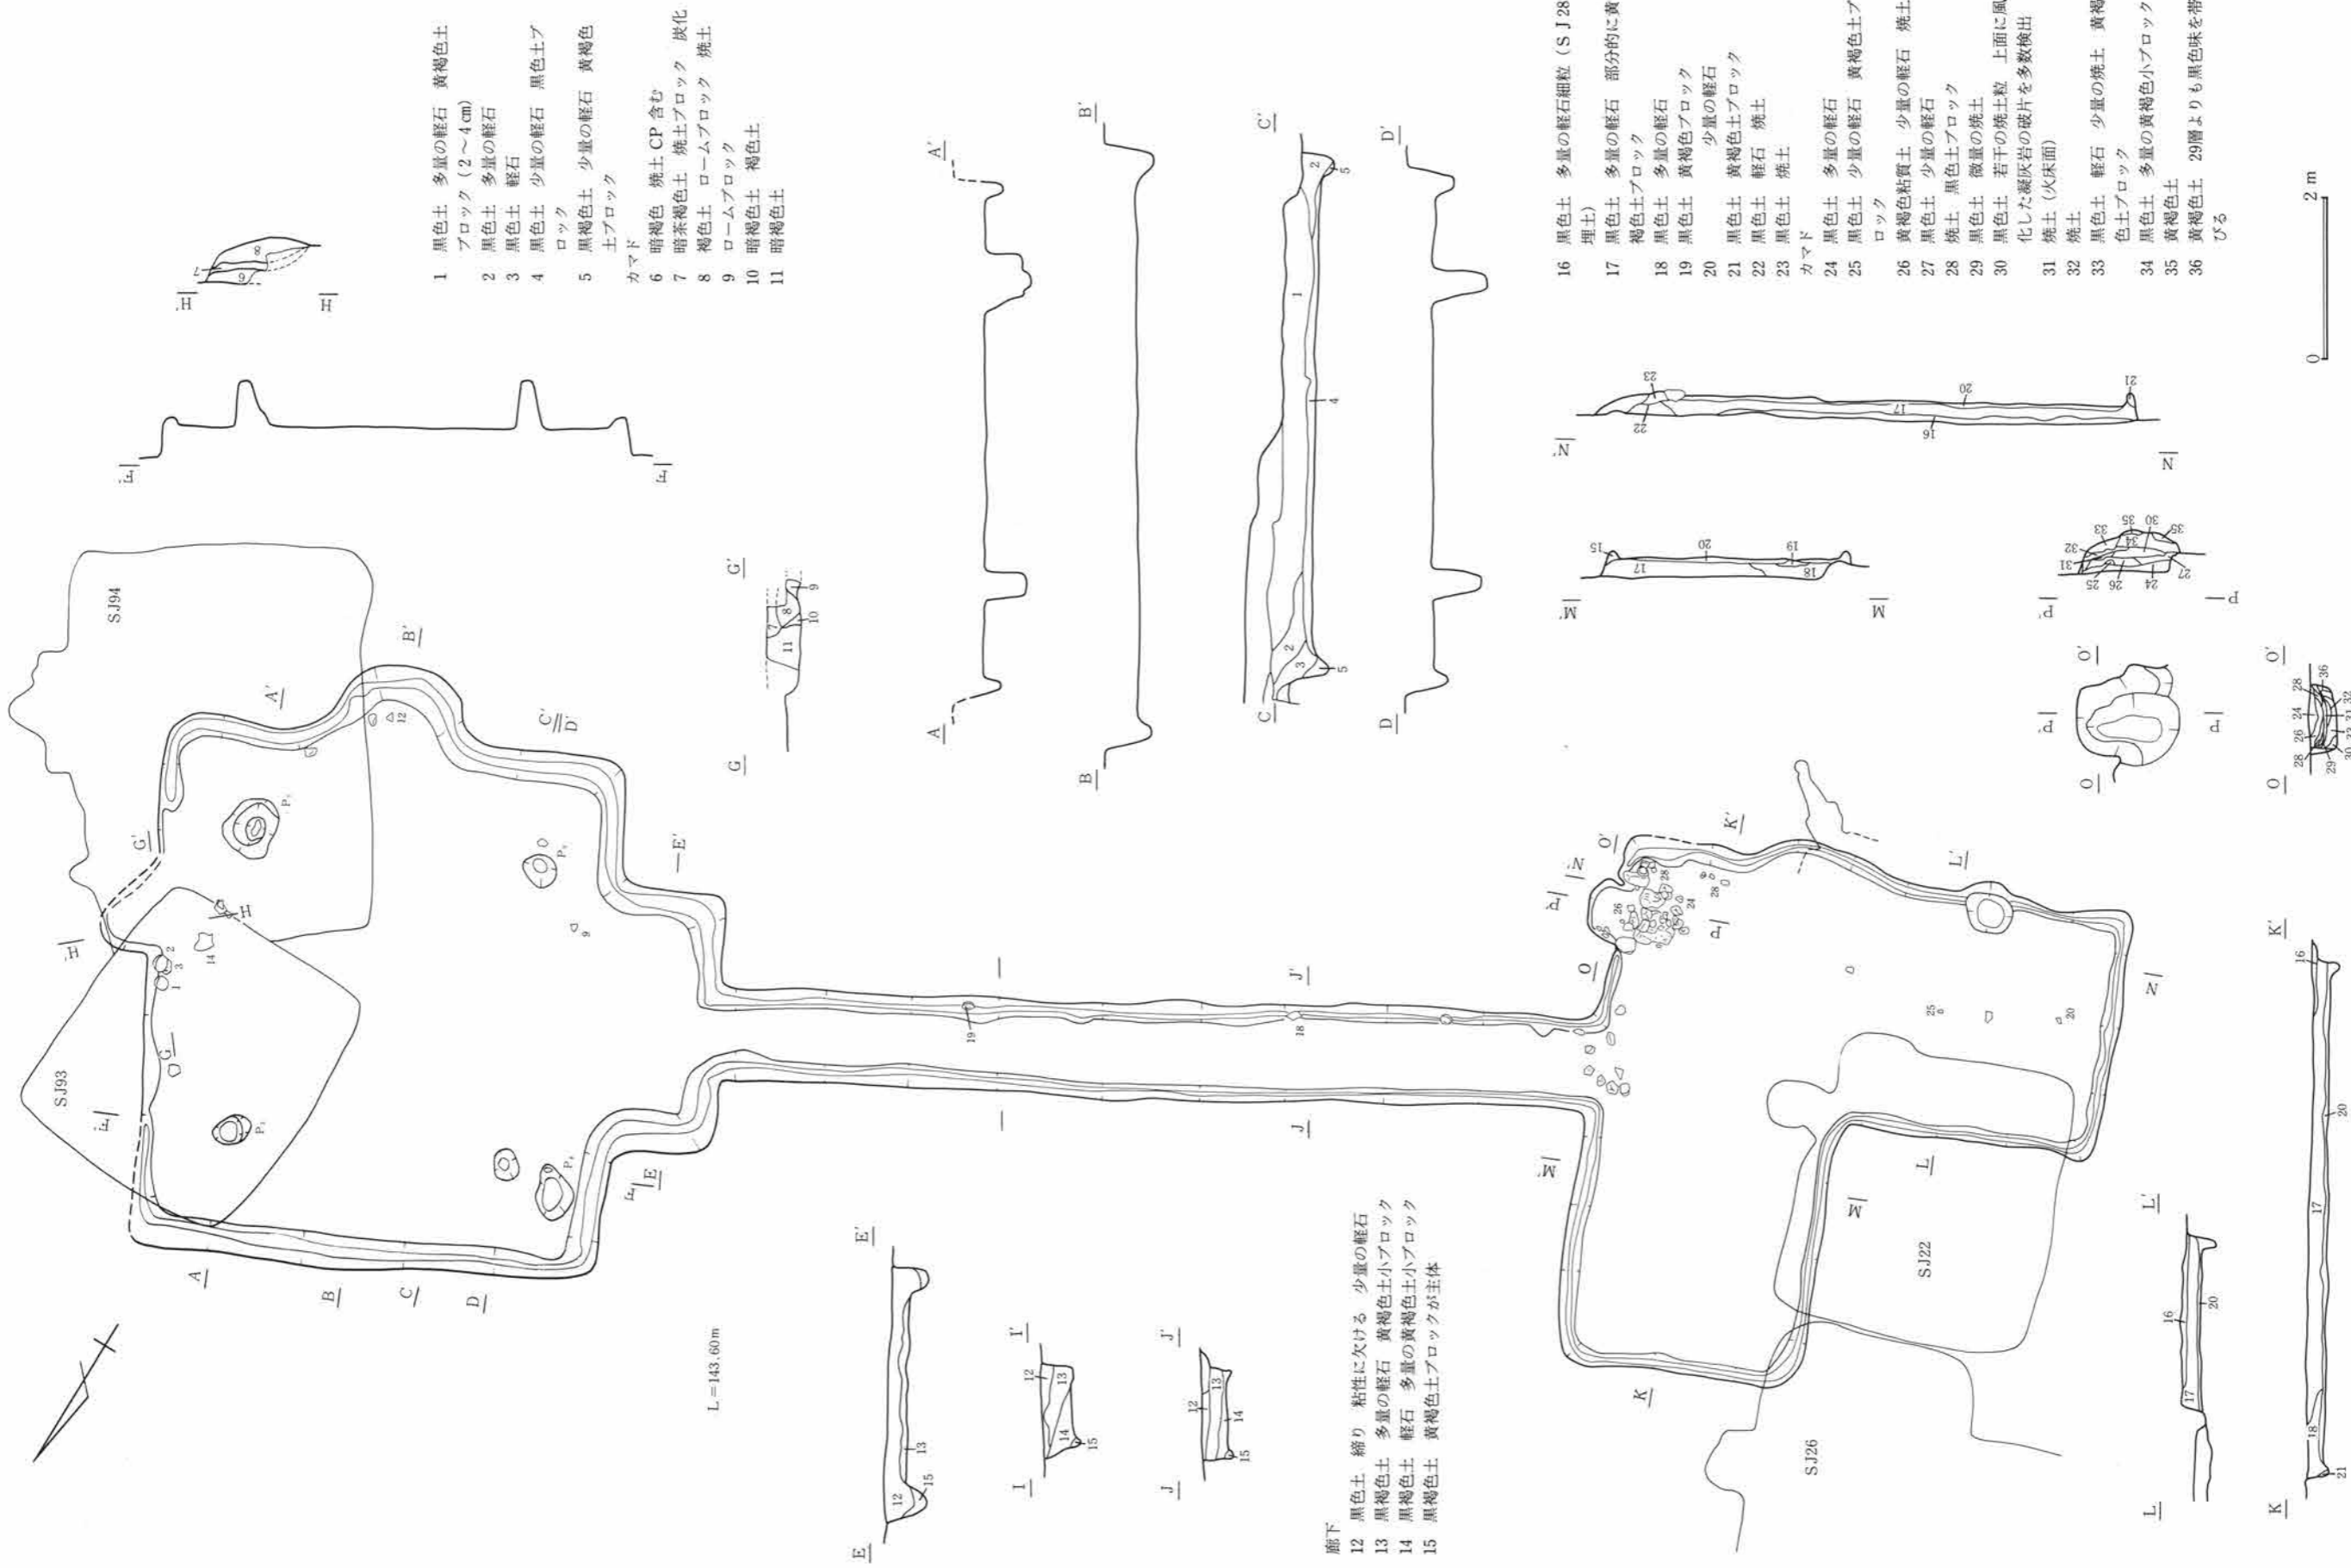 1 黒色土 多量の軽石 黄褐色土
ブロック（2～4cm）
2 黒色土 多量の軽石
3 黒色土 軽石
4 黒色土 少量の軽石 黒色土ブ
ロック
5 黒褐色土 少量の軽石 黄褐色
土ブロック
カマド
6 暗褐色 焼土 CP 含む
7 暗茶褐色土 焼土ブロック 炭化
8 褐色土 ロームブロック 焼土
9 ロームブロック
10 暗褐色土 褐色土
11 暗褐色土
廊下
12 黒色土 締り 粘性に欠ける 少量の軽石
13 黒褐色土 多量の軽石 黄褐色土小ブロック
14 黒褐色土 軽石 多量の黄褐色土小ブロック
15 黒褐色土 黄褐色土ブロックが主体
16 黒色土 多量の軽石細粒（ＳＪ28
埋土）
17 黒色土 多量の軽石 部分的に黄
褐色土ブロック
18 黒色土 多量の軽石
19 黒色土 黄褐色ブロック
20 少量の軽石
21 黒色土 黄褐色土ブロック
22 黒色土 軽石 焼土
23 黒色土 焼土
カマド
24 黒色土 多量の軽石
25 黒色土 少量の軽石 黄褐色土ブ
ロック
26 黄褐色粘質土 少量の軽石 焼土
27 黒色土 少量の軽石
28 焼土 黒色土ブロック
29 黒色土 微量の焼土
30 黒色土 若干の焼土粒 上面に風
化した凝灰岩の破片を多数検出
31 焼土（火床面）
32 焼土
33 黒色土 軽石 少量の焼土 黄褐
色土ブロック
34 黒色土 多量の黄褐色小ブロック
35 黄褐色土
36 黄褐色土 29層よりも黒色味を帯
びる
0 2 m
L＝143.60m
SJ94
SJ93
SJ22
SJ26
A A'
B B'
C C'
D D'
E E'
F F'
G G'
H H'
I I'
J J'
K K'
L L'
M M'
N N'
O O'
P P'